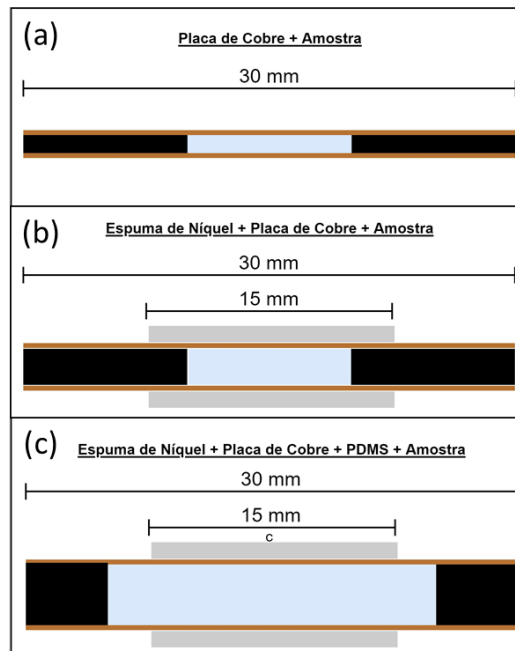 (a)
Placa de Cobre + Amostra
30 mm
(b)
Espuma de Níquel + Placa de Cobre + Amostra
30 mm
15 mm
(c)
Espuma de Níquel + Placa de Cobre + PDMS + Amostra
30 mm
15 mm
c